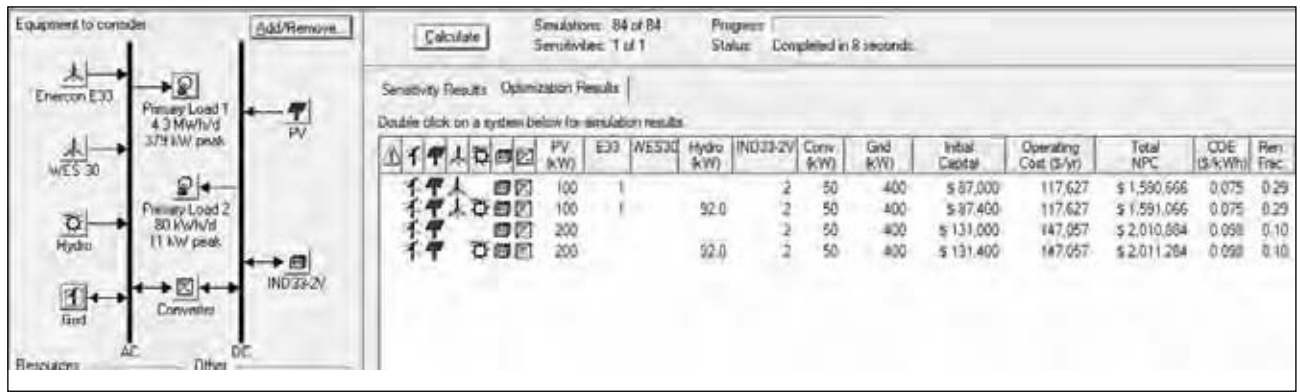 Equipment to consider
Add/Remove...
Enercon E33
Primary Load 1
4.3 MWh/d
379 kW peak
PV
WES 30
Primary Load 2
80 kWh/d
11 kW peak
Hydro
IND33-2V
Converter
Grid
AC
DC
Resources
Other
Calculate
Simulations: 84 of 84
Progress:
Sensitivities: 1 of 1
Status: Completed in 8 seconds.
Sensitivity Results Optimization Results
Double click on a system below for simulation results.
PV (kW) E33 WES30 Hydro (kW) IND33-2V Conv. (kW) Grid (kW) Initial Capital Operating Cost ($/yr) Total NPC COE ($/kWh) Ren. Frac.
100 1 2 50 400 $ 87,000 117,627 $ 1,590,666 0.075 0.29
100 1 92.0 2 50 400 $ 87,400 117,627 $ 1,591,066 0.075 0.29
200 2 50 400 $ 131,000 147,057 $ 2,010,884 0.098 0.10
200 92.0 2 50 400 $ 131,400 147,057 $ 2,011,284 0.098 0.10